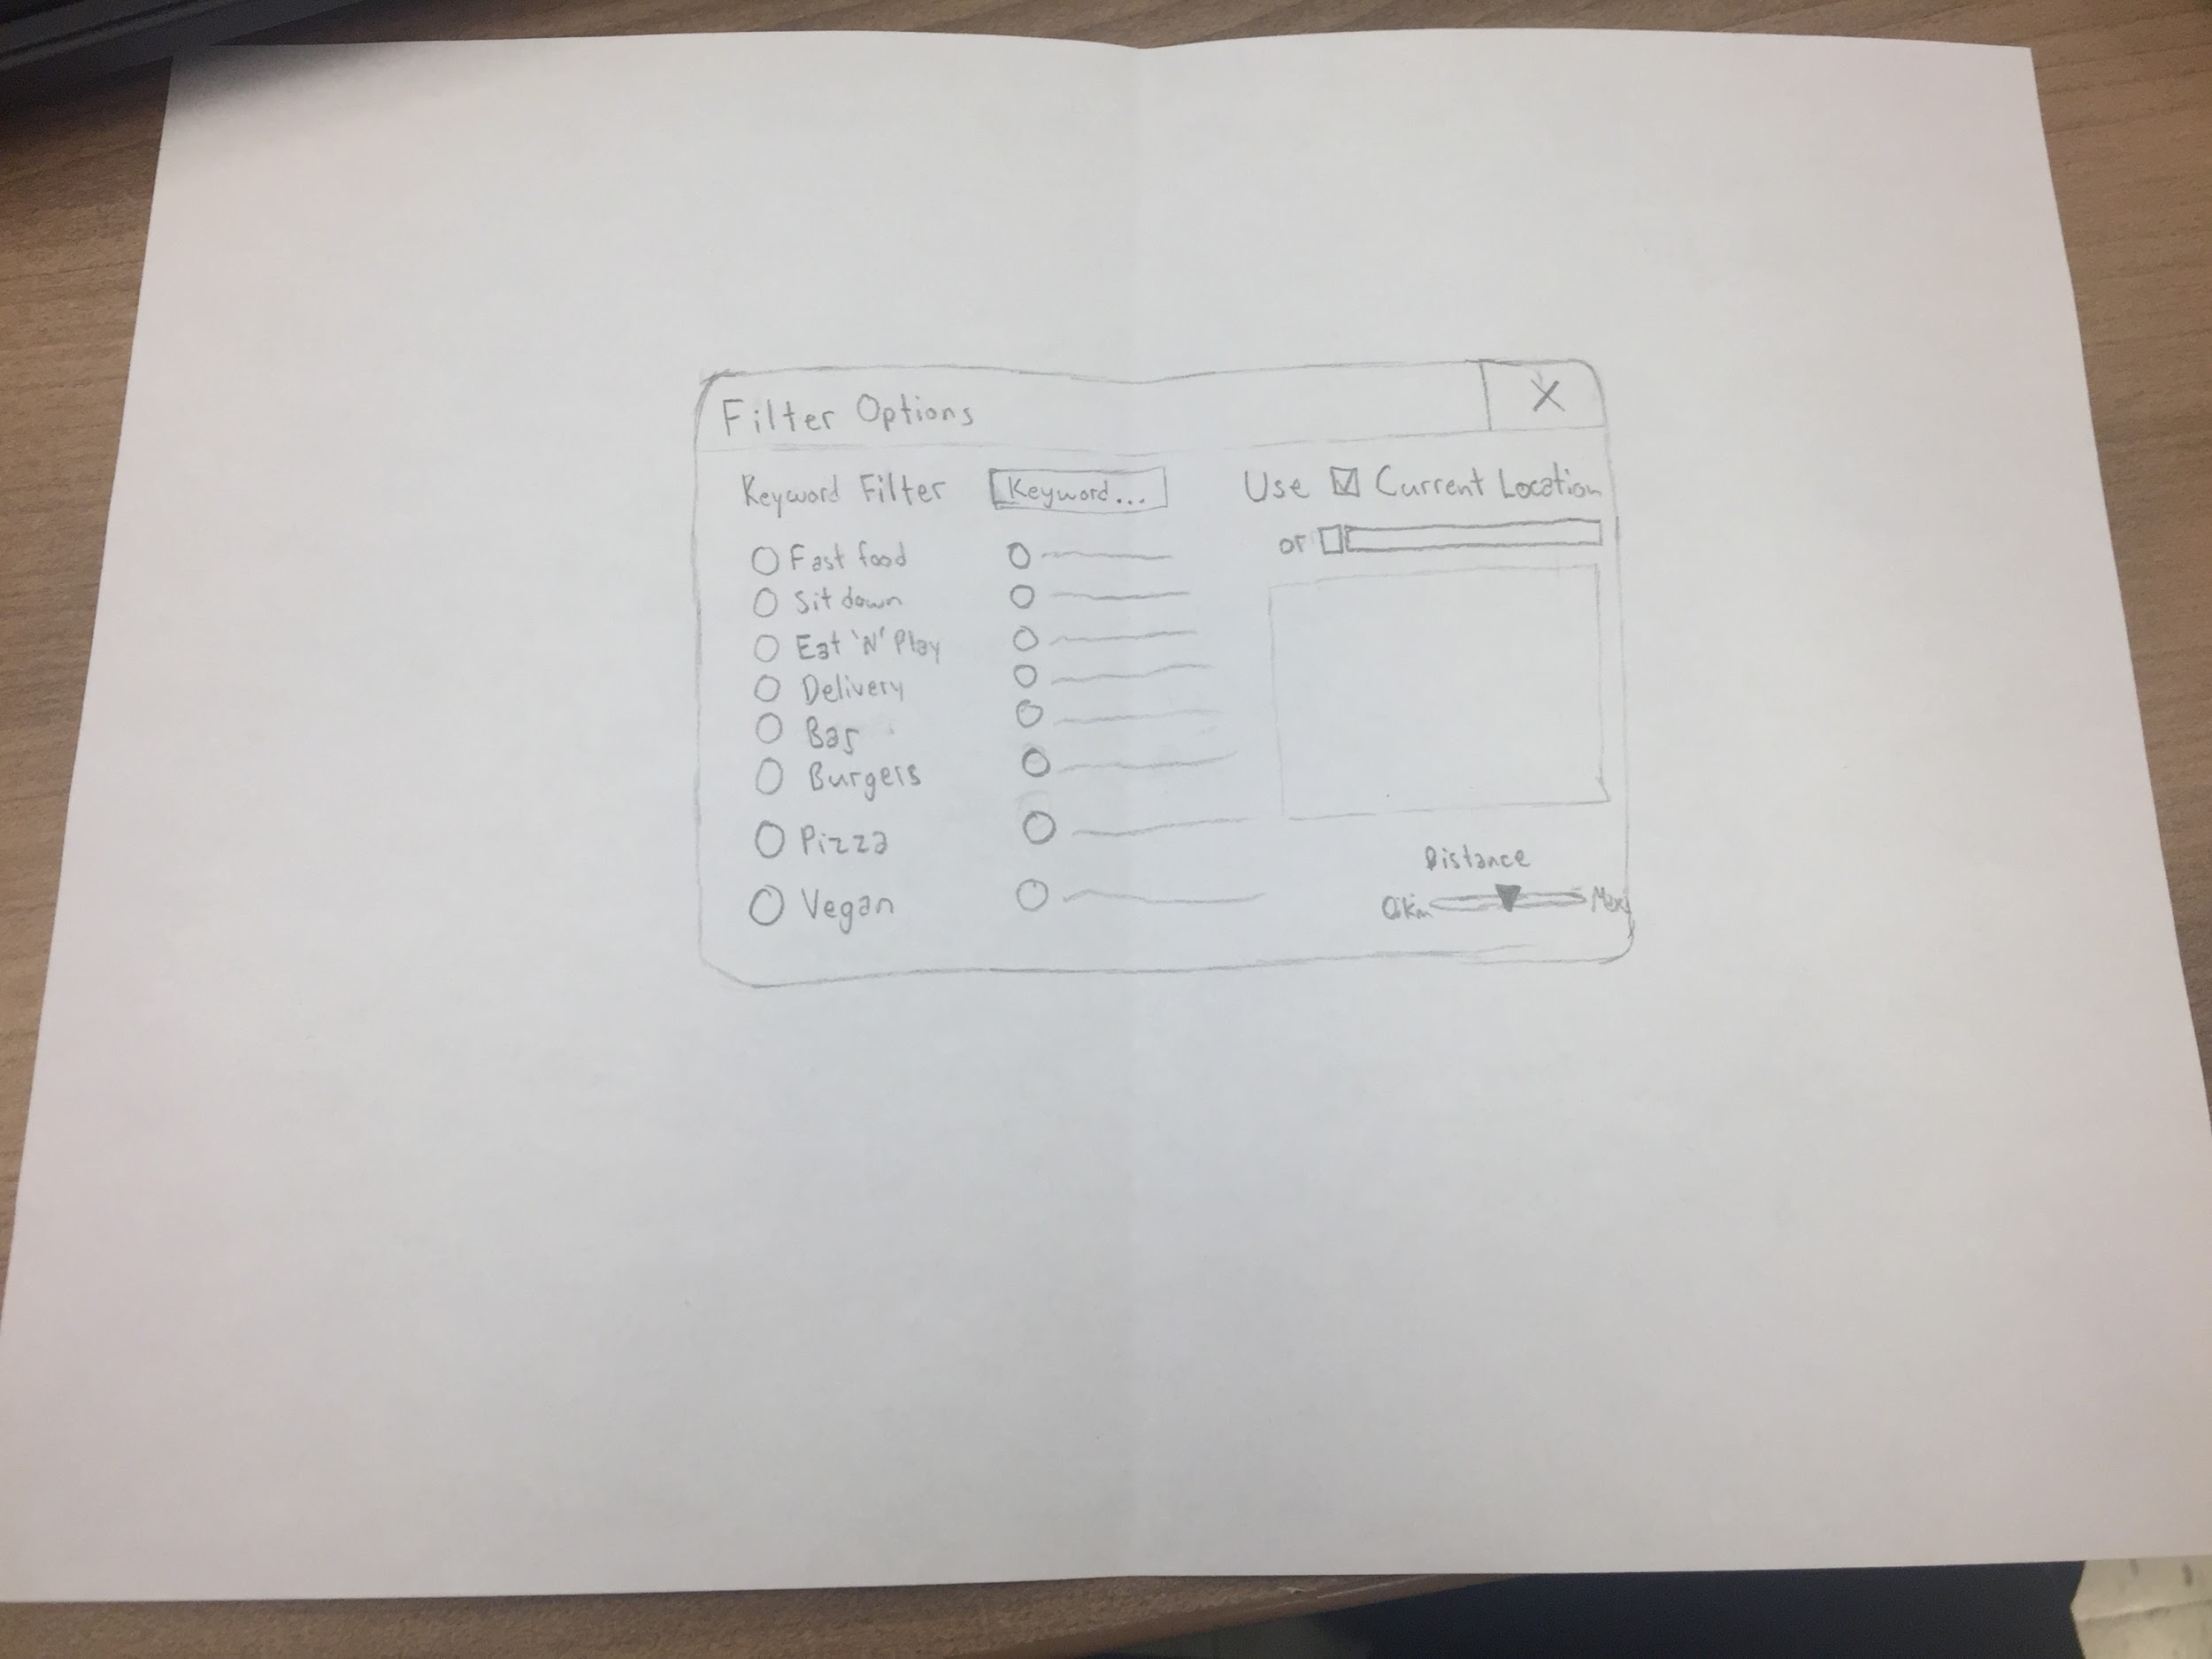 Filter Options X
Keyword Filter Keyword...
Fast food
Sit down
Eat 'N' Play
Delivery
Bar
Burgers
Pizza
Vegan
Use Current Location
or
Distance
0km Max